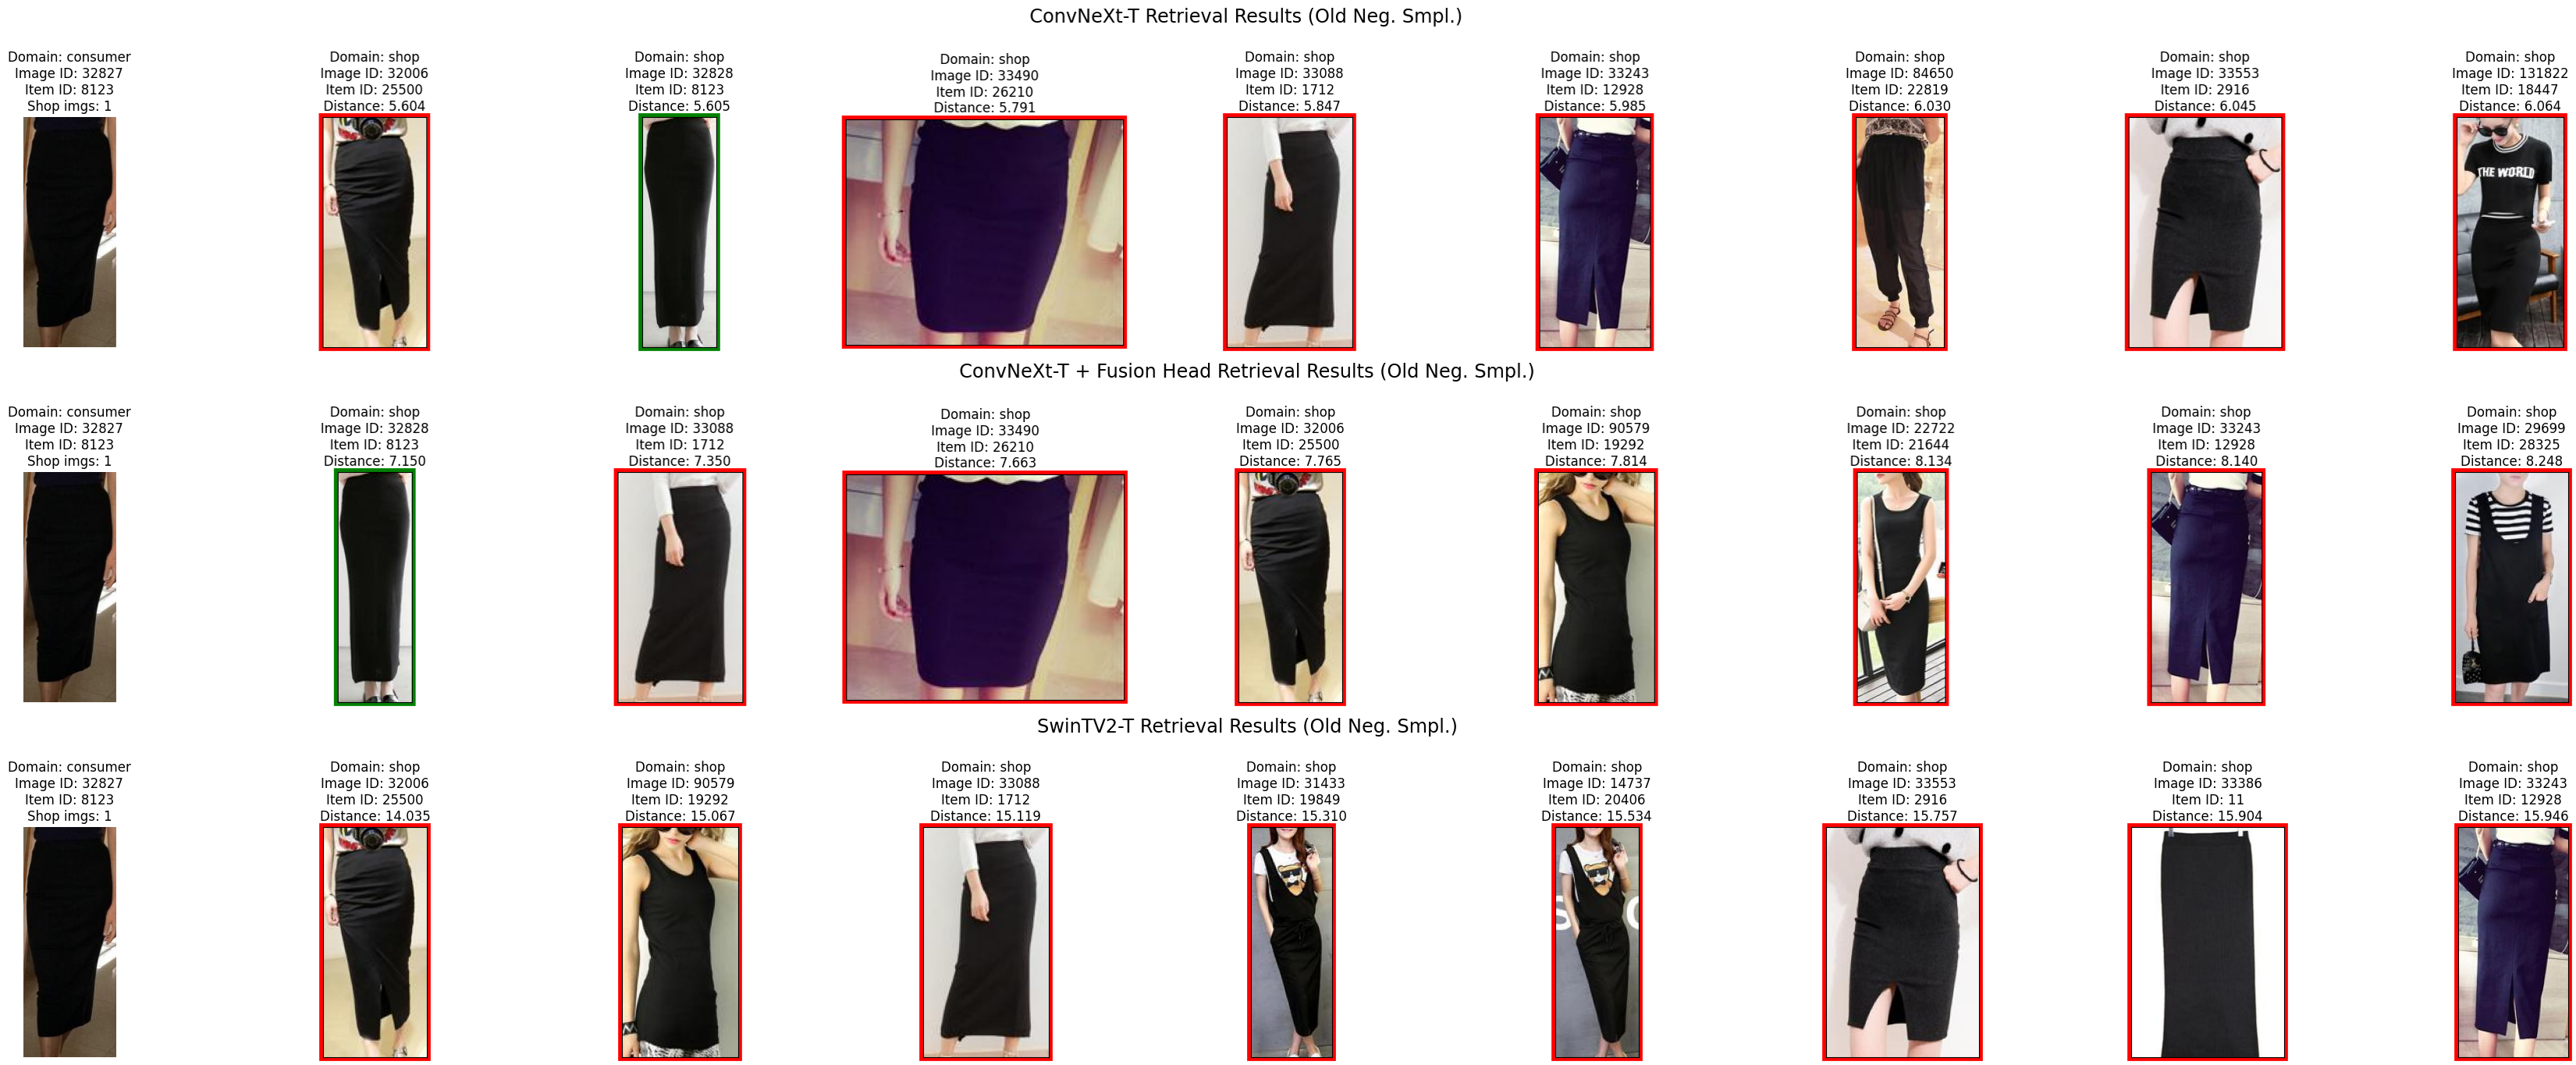 ConvNeXt-T Retrieval Results (Old Neg. Smpl.)
Domain: consumer
Image ID: 32827
Item ID: 8123
Shop imgs: 1
Domain: shop
Image ID: 32006
Item ID: 25500
Distance: 5.604
Domain: shop
Image ID: 32828
Item ID: 8123
Distance: 5.605
Domain: shop
Image ID: 33490
Item ID: 26210
Distance: 5.791
Domain: shop
Image ID: 33088
Item ID: 1712
Distance: 5.847
Domain: shop
Image ID: 33243
Item ID: 12928
Distance: 5.985
Domain: shop
Image ID: 84650
Item ID: 22819
Distance: 6.030
Domain: shop
Image ID: 33553
Item ID: 2916
Distance: 6.045
Domain: shop
Image ID: 131822
Item ID: 18447
Distance: 6.064
THE WORLD
ConvNeXt-T + Fusion Head Retrieval Results (Old Neg. Smpl.)
Domain: consumer
Image ID: 32827
Item ID: 8123
Shop imgs: 1
Domain: shop
Image ID: 32828
Item ID: 8123
Distance: 7.150
Domain: shop
Image ID: 33088
Item ID: 1712
Distance: 7.350
Domain: shop
Image ID: 33490
Item ID: 26210
Distance: 7.663
Domain: shop
Image ID: 32006
Item ID: 25500
Distance: 7.765
Domain: shop
Image ID: 90579
Item ID: 19292
Distance: 7.814
Domain: shop
Image ID: 22722
Item ID: 21644
Distance: 8.134
Domain: shop
Image ID: 33243
Item ID: 12928
Distance: 8.140
Domain: shop
Image ID: 29699
Item ID: 28325
Distance: 8.248
SwinTV2-T Retrieval Results (Old Neg. Smpl.)
Domain: consumer
Image ID: 32827
Item ID: 8123
Shop imgs: 1
Domain: shop
Image ID: 32006
Item ID: 25500
Distance: 14.035
Domain: shop
Image ID: 90579
Item ID: 19292
Distance: 15.067
Domain: shop
Image ID: 33088
Item ID: 1712
Distance: 15.119
Domain: shop
Image ID: 31433
Item ID: 19849
Distance: 15.310
Domain: shop
Image ID: 14737
Item ID: 20406
Distance: 15.534
Domain: shop
Image ID: 33553
Item ID: 2916
Distance: 15.757
Domain: shop
Image ID: 33386
Item ID: 11
Distance: 15.904
Domain: shop
Image ID: 33243
Item ID: 12928
Distance: 15.946